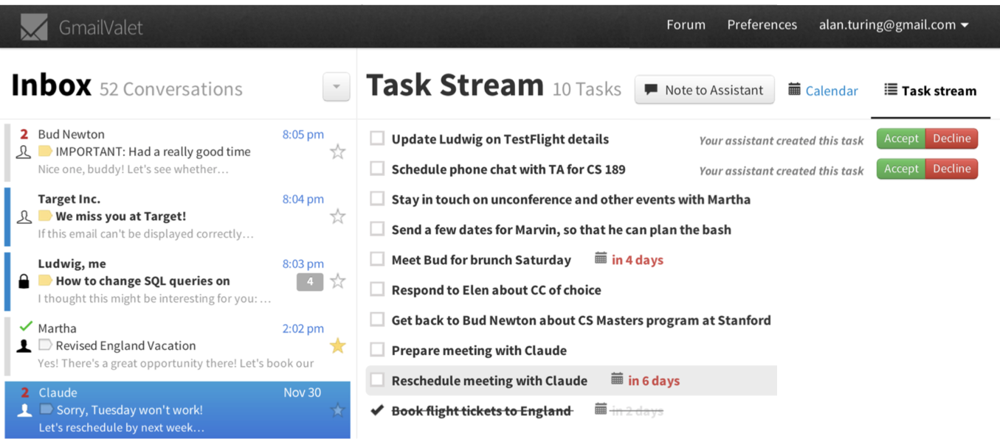 GmailValet
Forum Preferences alan.turing@gmail.com
Inbox 52 Conversations
2 Bud Newton 8:05 pm
IMPORTANT: Had a really good time
Nice one, buddy! Let's see whether…
Target Inc. 8:04 pm
We miss you at Target!
If this email can't be displayed correctly…
Ludwig, me 8:03 pm
How to change SQL queries on 4
I thought this might be interesting for you: …
Martha 2:02 pm
Revised England Vacation
Yes! There's a great opportunity there! Let's book our
2 Claude Nov 30
Sorry, Tuesday won't work!
Let's reschedule by next week…
Task Stream 10 Tasks Note to Assistant Calendar Task stream
Update Ludwig on TestFlight details Your assistant created this task Accept Decline
Schedule phone chat with TA for CS 189 Your assistant created this task Accept Decline
Stay in touch on unconference and other events with Martha
Send a few dates for Marvin, so that he can plan the bash
Meet Bud for brunch Saturday in 4 days
Respond to Elen about CC of choice
Get back to Bud Newton about CS Masters program at Stanford
Prepare meeting with Claude
Reschedule meeting with Claude in 6 days
Book flight tickets to England in 2 days